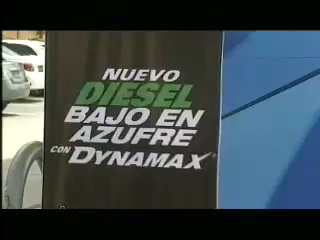 NUEVO
DIESEL
BAJO EN
AZUFRE
CON DYNAMAX®